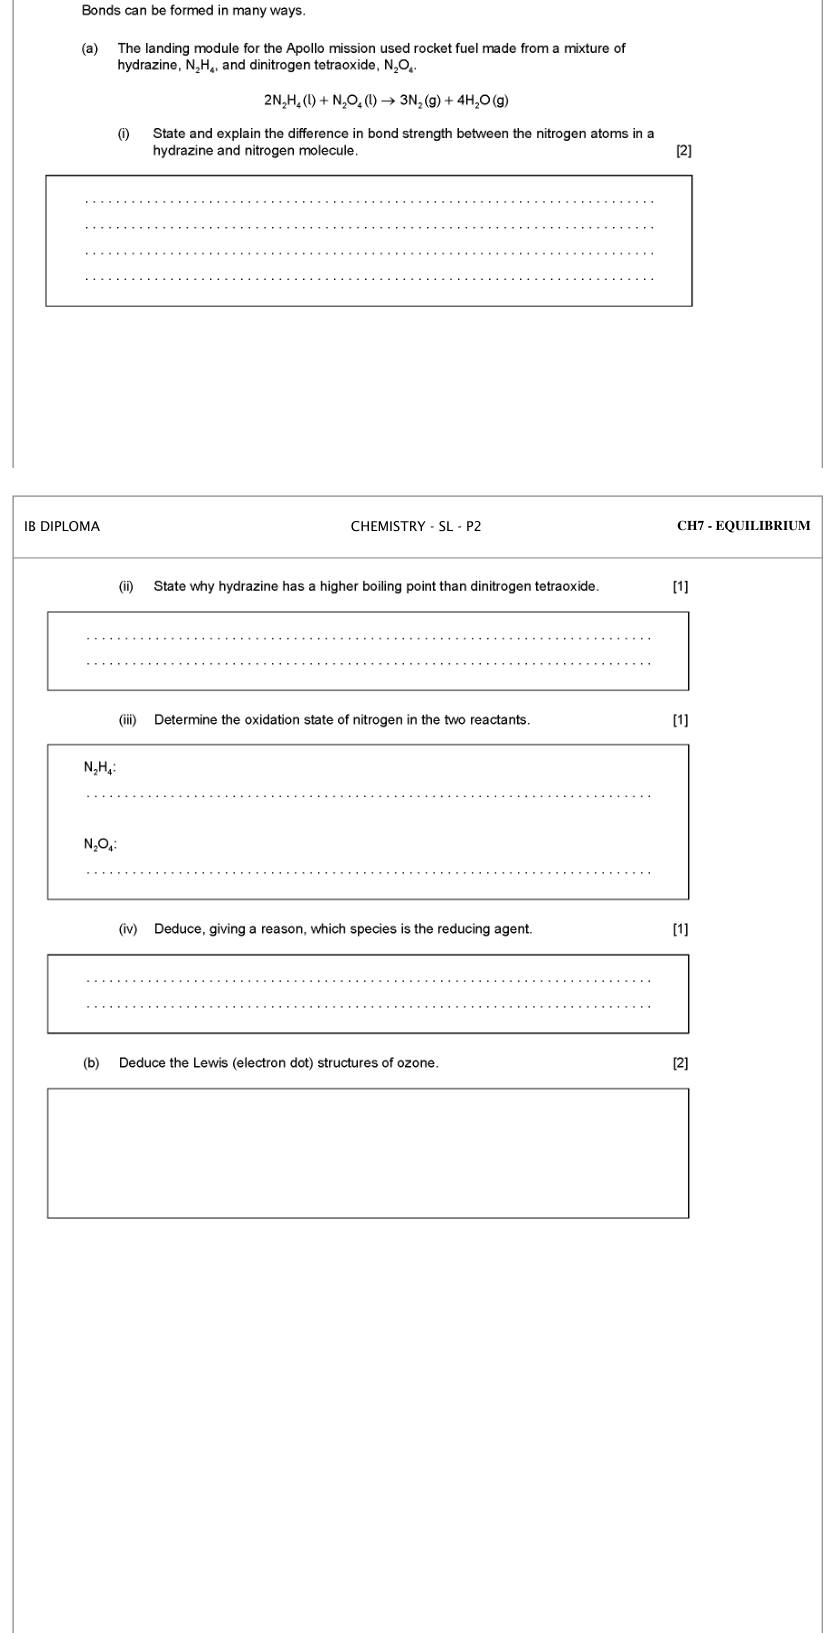 Bonds can be formed in many ways.
(a) The landing module for the Apollo mission used rocket fuel made from a mixture of
hydrazine, N₂H₄, and dinitrogen tetraoxide, N₂O₄.
2N₂H₄(l) + N₂O₄(l) → 3N₂(g) + 4H₂O(g)
(i) State and explain the difference in bond strength between the nitrogen atoms in a
hydrazine and nitrogen molecule. [2]
IB DIPLOMA CHEMISTRY - SL - P2 CH7 - EQUILIBRIUM
(ii) State why hydrazine has a higher boiling point than dinitrogen tetraoxide. [1]
(iii) Determine the oxidation state of nitrogen in the two reactants. [1]
N₂H₄:
N₂O₄:
(iv) Deduce, giving a reason, which species is the reducing agent. [1]
(b) Deduce the Lewis (electron dot) structures of ozone. [2]